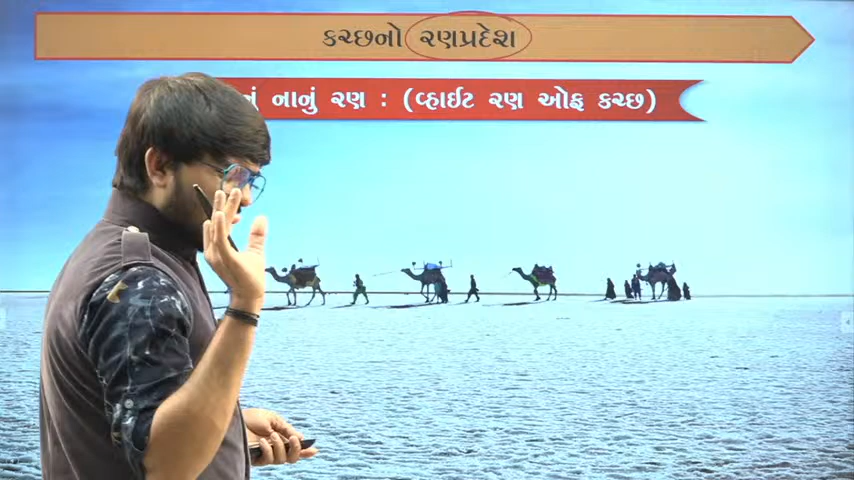 કચ્છનો રણપ્રદેશ
નાનું રણ : (વ્હાઈટ રણ ઓફ કચ્છ)